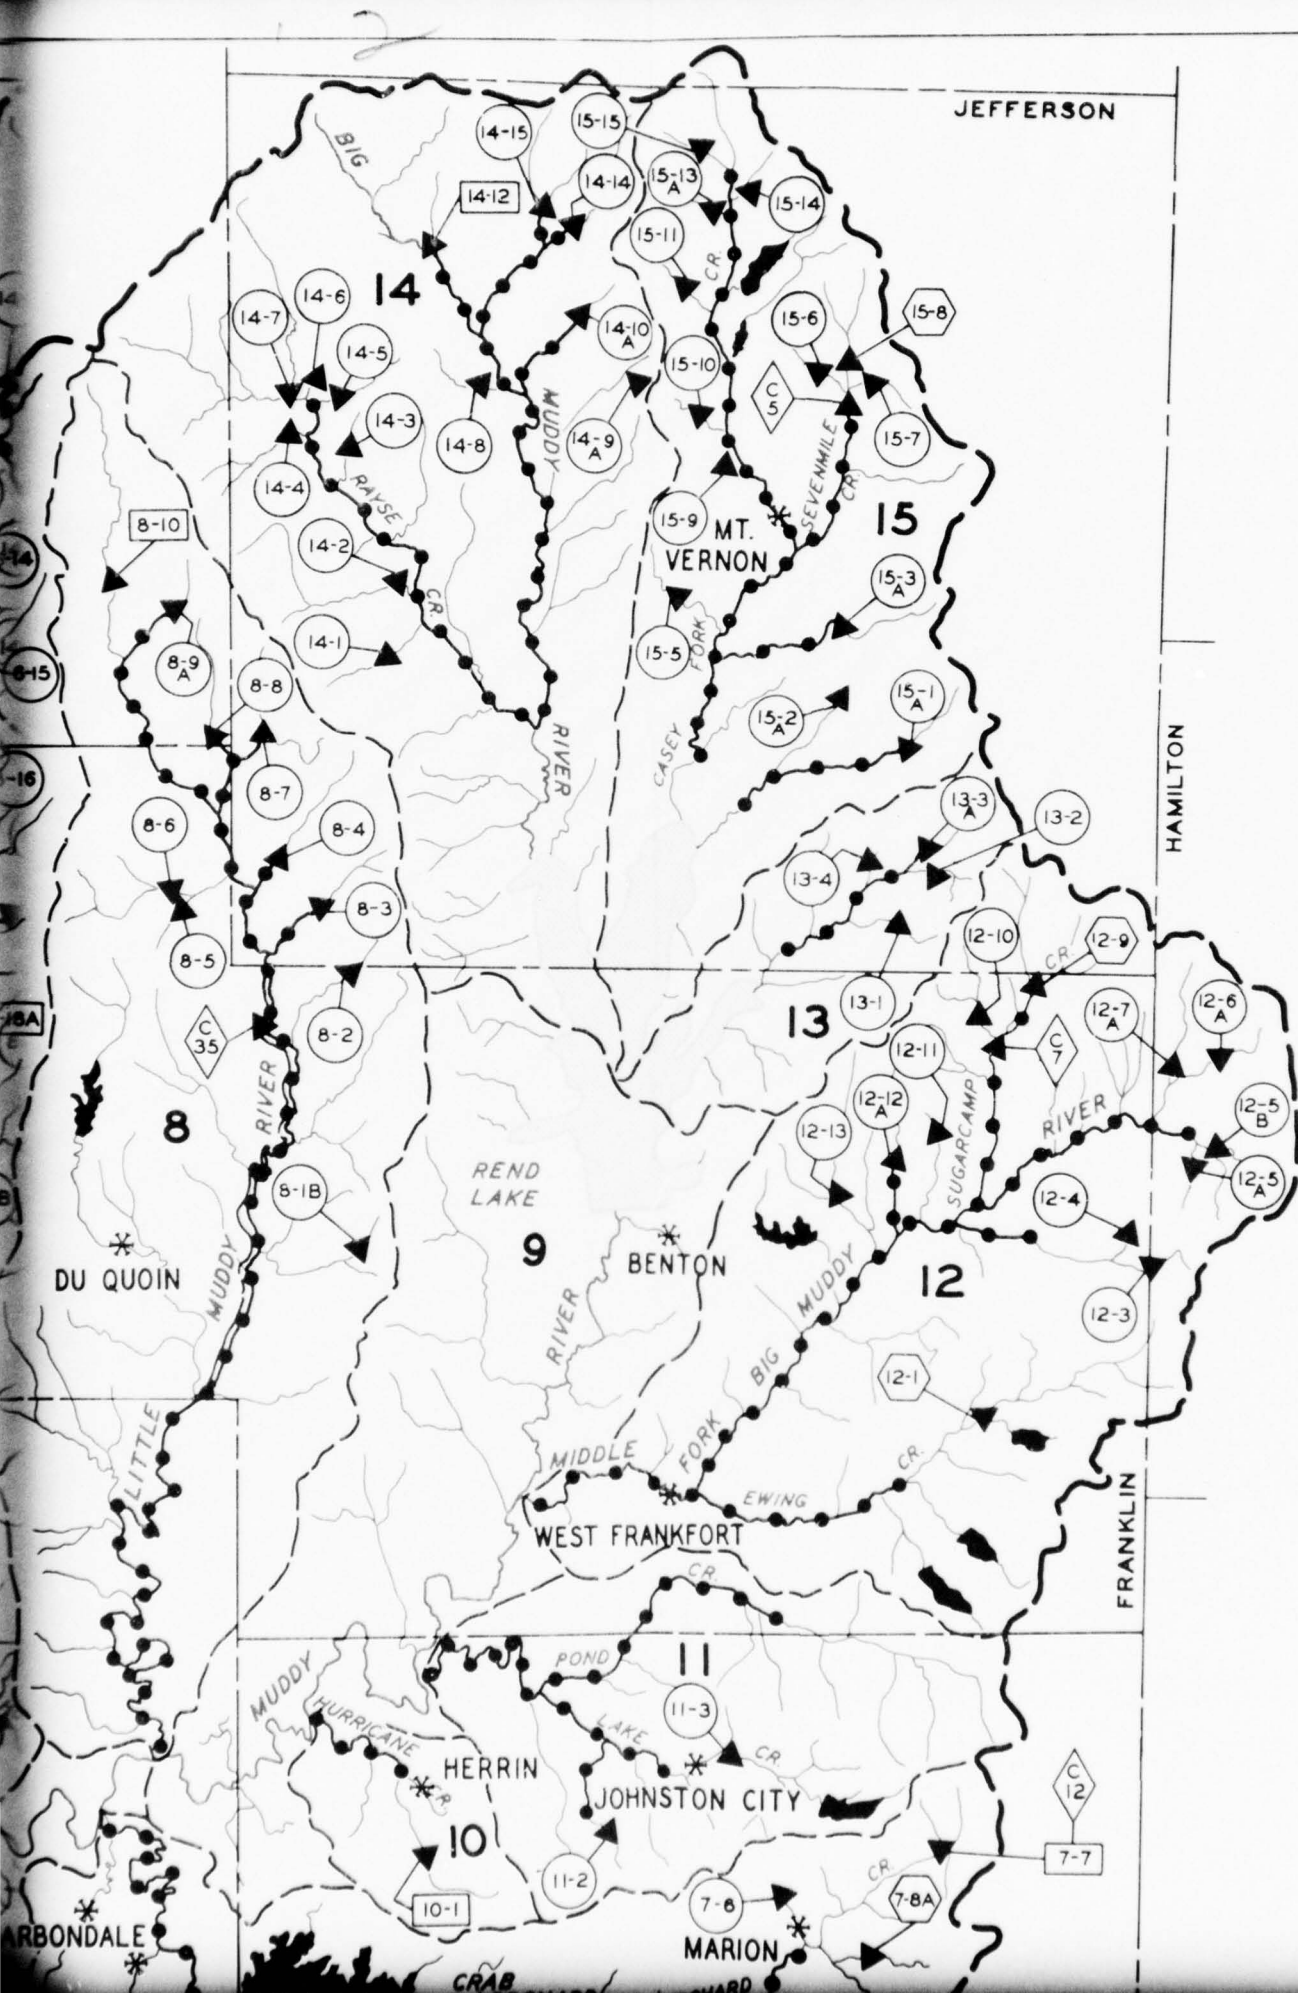 2
JEFFERSON
BIG
14-15
15-15
14-12
14-14
15-13
A
15-14
15-11
CR.
14
14-7
14-6
14-5
14-10
A
15-6
15-8
15-10
C
5
14-3
14-8
14-9
A
15-7
MUDDY
14-4
RAYSE
SEVENMILE
CR.
8-10
15-9
15
MT.
VERNON
14-2
CR.
15-3
A
14-1
15-5
FORK
8-9
A
8-8
15-2
A
15-1
A
CASEY
RIVER
HAMILTON
8-7
8-6
8-4
13-3
A
13-2
13-4
8-3
8-5
12-10
CR.
12-9
13-1
13
C
35
8-2
12-11
C
7
12-7
A
12-6
A
RIVER
8
12-12
A
12-13
SUGARCAMP
RIVER
12-5
B
12-5
A
REND
LAKE
8-1B
12-4
DU QUOIN
MUDDY
9
BENTON
12
MUDDY
12-3
RIVER
BIG
12-1
LITTLE
FORK
MIDDLE
CR.
EWING
WEST FRANKFORT
FRANKLIN
CR.
POND
11
MUDDY
HURRICANE
CR.
11-3
LAKE
CR.
HERRIN
JOHNSTON CITY
C
12
10
7-7
11-2
10-1
CR.
7-8
7-8A
ARBONDALE
MARION
CRAB